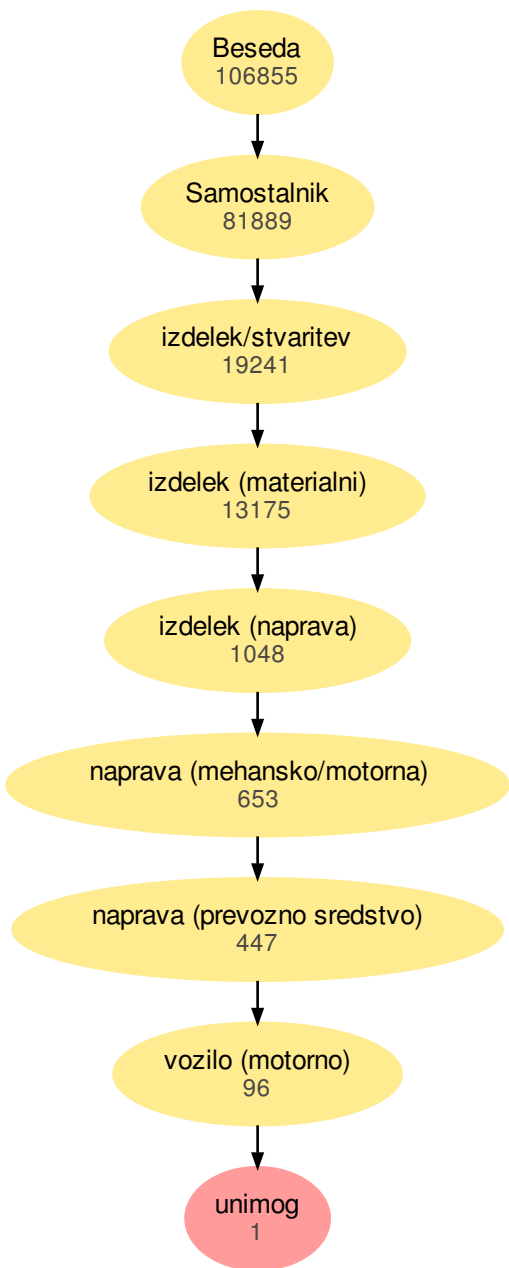 Beseda
106855
Samostalnik
81889
izdelek/stvaritev
19241
izdelek (materialni)
13175
izdelek (naprava)
1048
naprava (mehansko/motorna)
653
naprava (prevozno sredstvo)
447
vozilo (motorno)
96
unimog
1